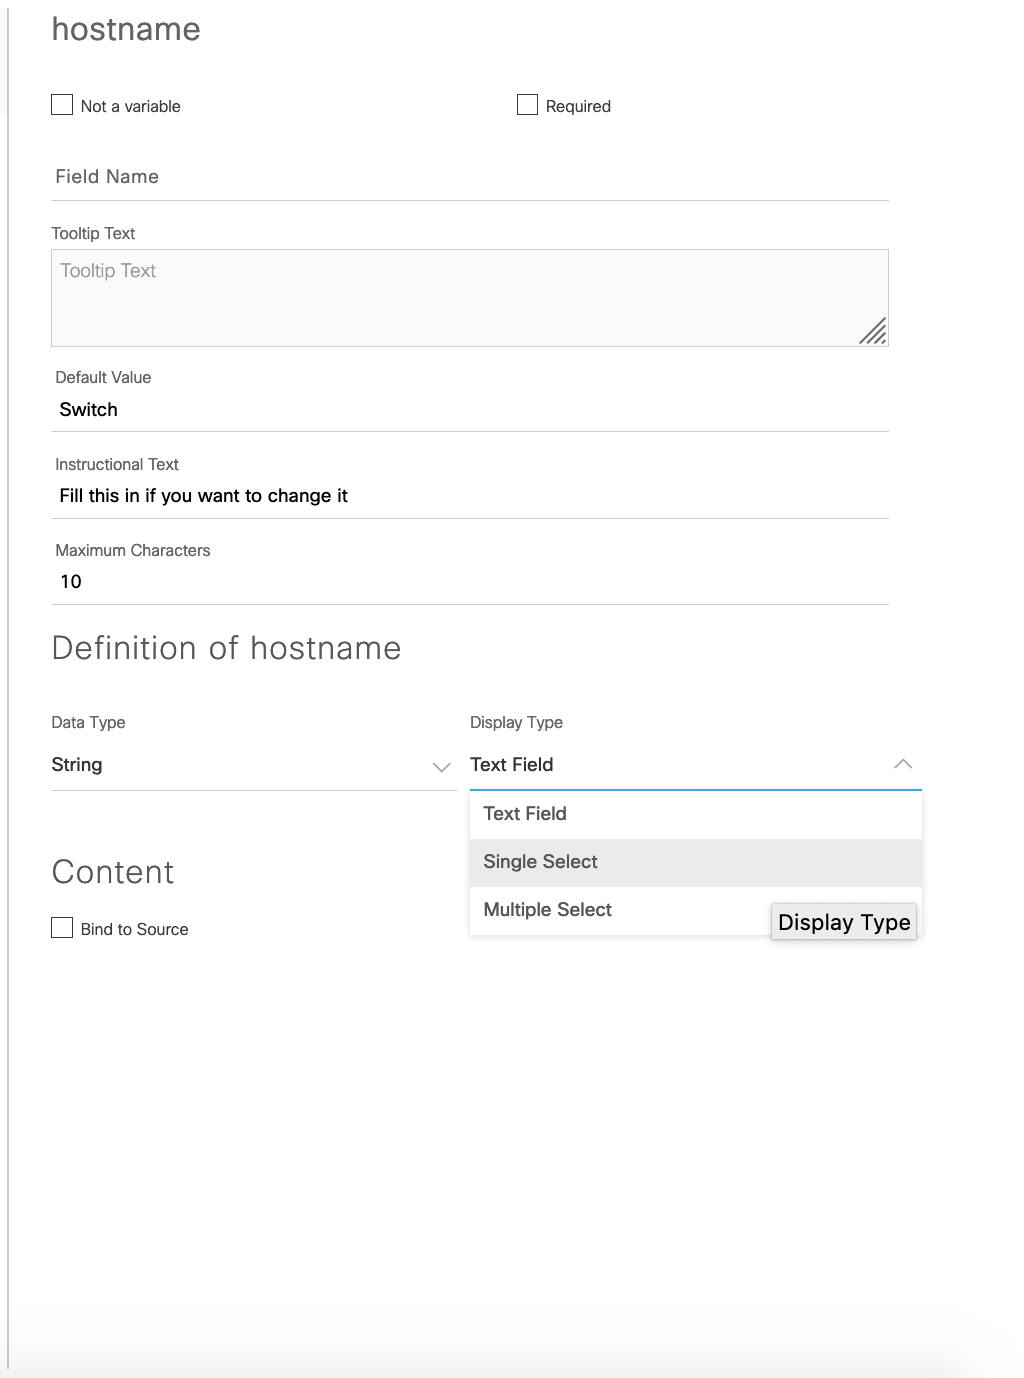 hostname
Not a variable
Required
Field Name
Tooltip Text
Tooltip Text
Default Value
Switch
Instructional Text
Fill this in if you want to change it
Maximum Characters
10
Definition of hostname
Data Type
Display Type
String
Text Field
Text Field
Single Select
Multiple Select
Display Type
Content
Bind to Source